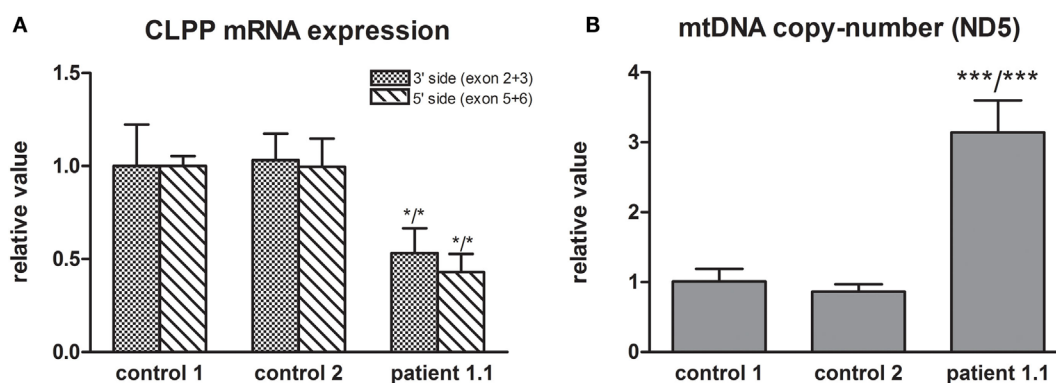 A
CLPP mRNA expression
relative value
1.5
1.0
0.5
0.0
3' side (exon 2+3)
5' side (exon 5+6)
*/*
*/*
control 1
control 2
patient 1.1
B
mtDNA copy-number (ND5)
relative value
4
3
2
1
0
***/***
control 1
control 2
patient 1.1